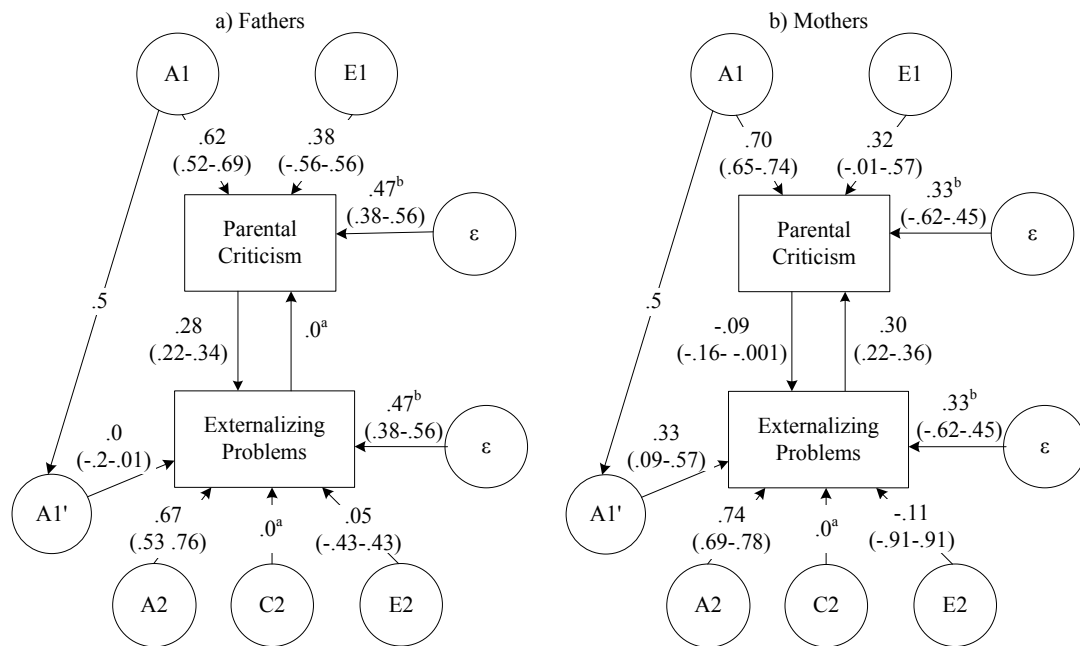 a) Fathers
A1
E1
.62
(.52-.69)
.38
(-.56-.56)
.47ᵇ
(.38-.56)
Parental
Criticism
ε
.5
.28
(.22-.34)
.0ᵃ
.47ᵇ
(.38-.56)
Externalizing
Problems
ε
.0
(-.2-.01)
A1'
.67
(.53 .76)
.0ᵃ
.05
(-.43-.43)
A2
C2
E2
b) Mothers
A1
E1
.70
(.65-.74)
.32
(-.01-.57)
.33ᵇ
(-.62-.45)
Parental
Criticism
ε
.5
-.09
(-.16- -.001)
.30
(.22-.36)
.33ᵇ
(-.62-.45)
Externalizing
Problems
ε
.33
(.09-.57)
A1'
.74
(.69-.78)
.0ᵃ
-.11
(-.91-.91)
A2
C2
E2